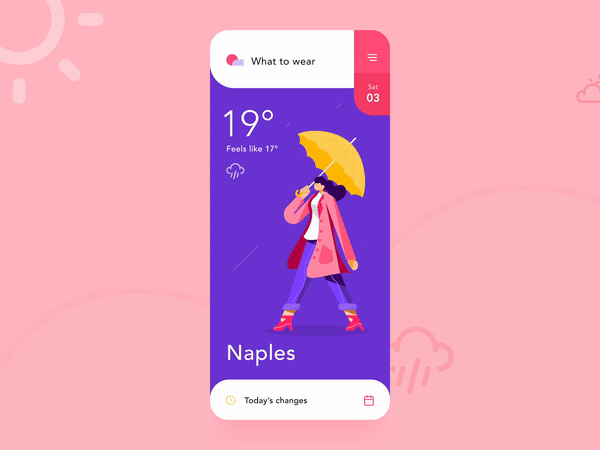 What to wear
Sat
03
19°
Feels like 17°
Naples
Today's changes